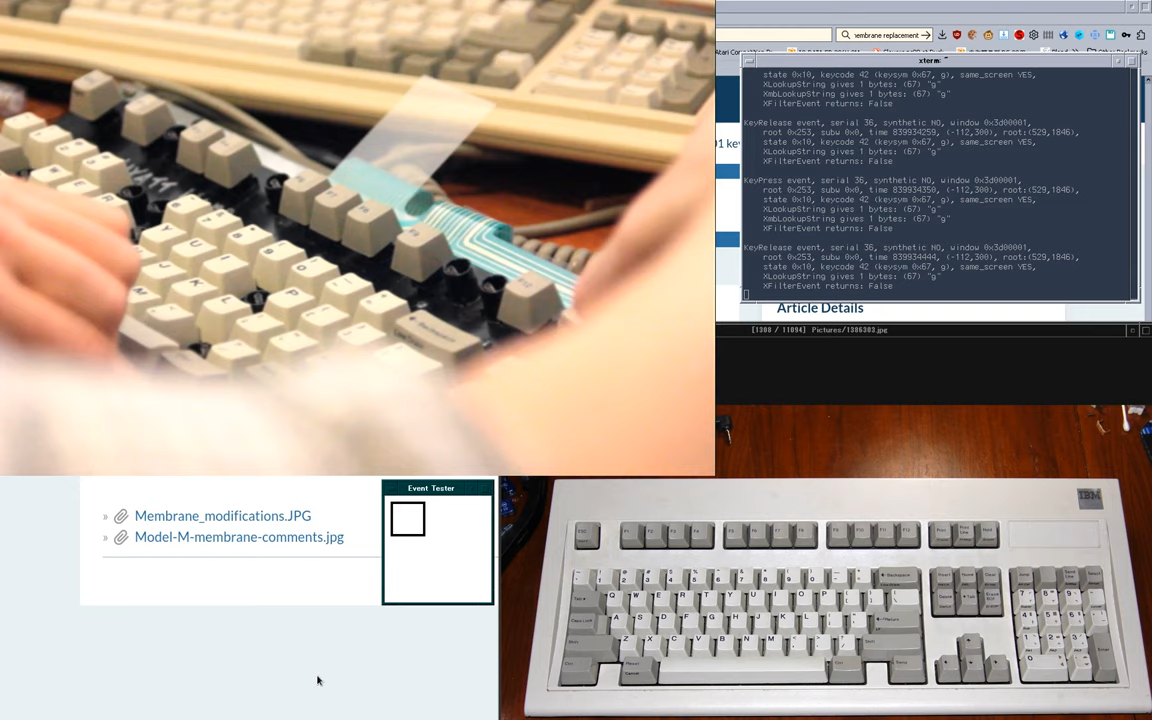 embrane replacement
xterm
state 0x10, keycode 42 (keysym 0x67, g), same_screen YES,
XLookupString gives 1 bytes: (67) "g"
XmbLookupString gives 1 bytes: (67) "g"
XFilterEvent returns: False
KeyRelease event, serial 36, synthetic NO, window 0x3d00001,
root 0x253, subw 0x0, time 839934259, (-112,300), root:(529,1846),
state 0x10, keycode 42 (keysym 0x67, g), same_screen YES,
XLookupString gives 1 bytes: (67) "g"
XFilterEvent returns: False
KeyPress event, serial 36, synthetic NO, window 0x3d00001,
root 0x253, subw 0x0, time 839934350, (-112,300), root:(529,1846),
state 0x10, keycode 42 (keysym 0x67, g), same_screen YES,
XLookupString gives 1 bytes: (67) "g"
XmbLookupString gives 1 bytes: (67) "g"
XFilterEvent returns: False
KeyRelease event, serial 36, synthetic NO, window 0x3d00001,
root 0x253, subw 0x0, time 839934444, (-112,300), root:(529,1846),
state 0x10, keycode 42 (keysym 0x67, g), same_screen YES,
XLookupString gives 1 bytes: (67) "g"
XFilterEvent returns: False
Article Details
[1388 / 11094] Pictures/1386383.jpg
Event Tester
» Membrane_modifications.JPG
» Model-M-membrane-comments.jpg
IBM
Q W E R T Y U I O P
A S D F G H J K L
Z X C V B N M